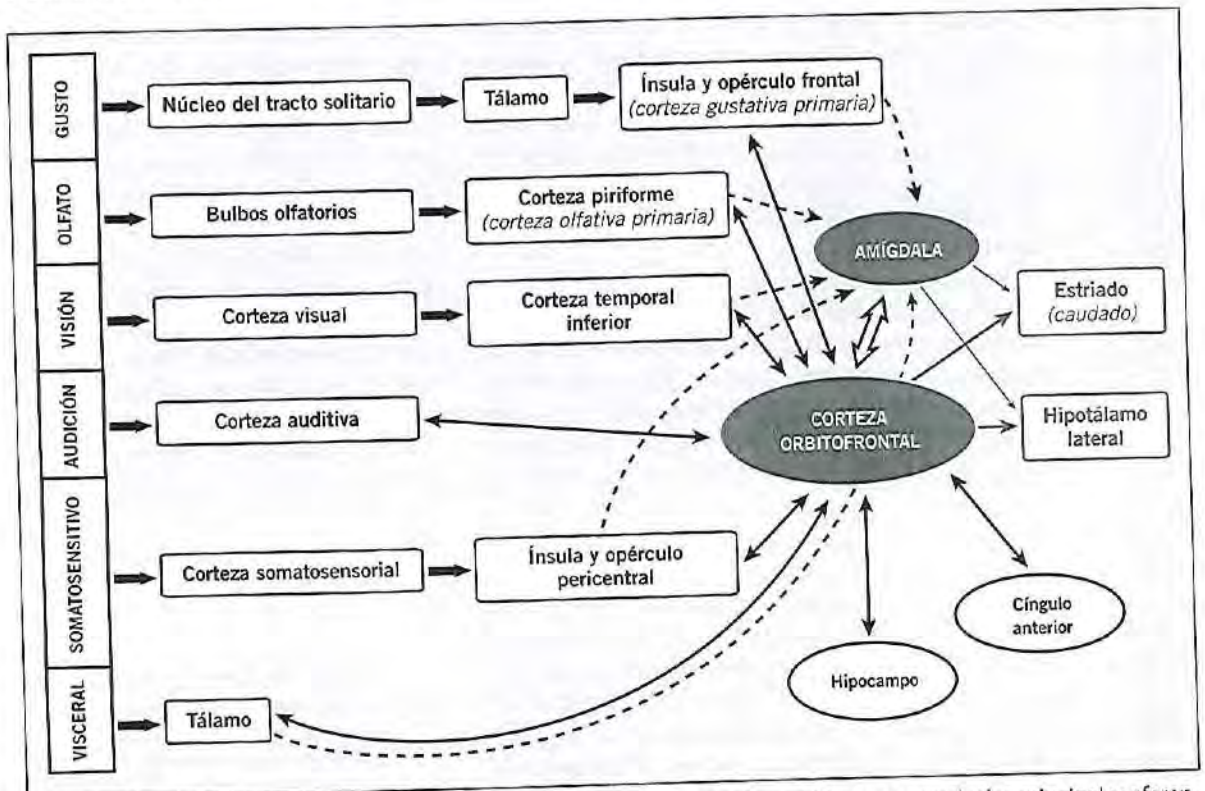 GUSTO
Núcleo del tracto solitario
Tálamo
Ínsula y opérculo frontal
(corteza gustativa primaria)
OLFATO
Bulbos olfatorios
Corteza piriforme
(corteza olfativa primaria)
AMÍGDALA
VISIÓN
Corteza visual
Corteza temporal
inferior
Estriado
(caudado)
AUDICIÓN
Corteza auditiva
CORTEZA
ORBITOFRONTAL
Hipotálamo
lateral
SOMATOSENSITIVO
Corteza somatosensorial
Ínsula y opérculo
pericentral
Cíngulo
anterior
Hipocampo
VISCERAL
Tálamo